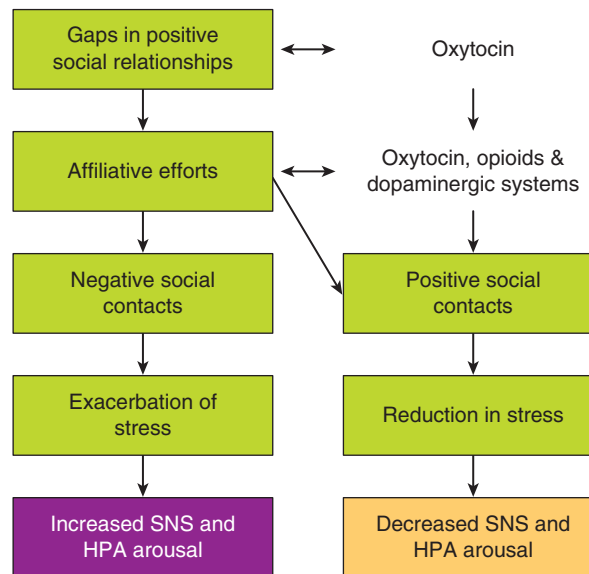 Gaps in positive
social relationships
Oxytocin
Affiliative efforts
Oxytocin, opioids &
dopaminergic systems
Negative social
contacts
Positive social
contacts
Exacerbation of
stress
Reduction in stress
Increased SNS and
HPA arousal
Decreased SNS and
HPA arousal